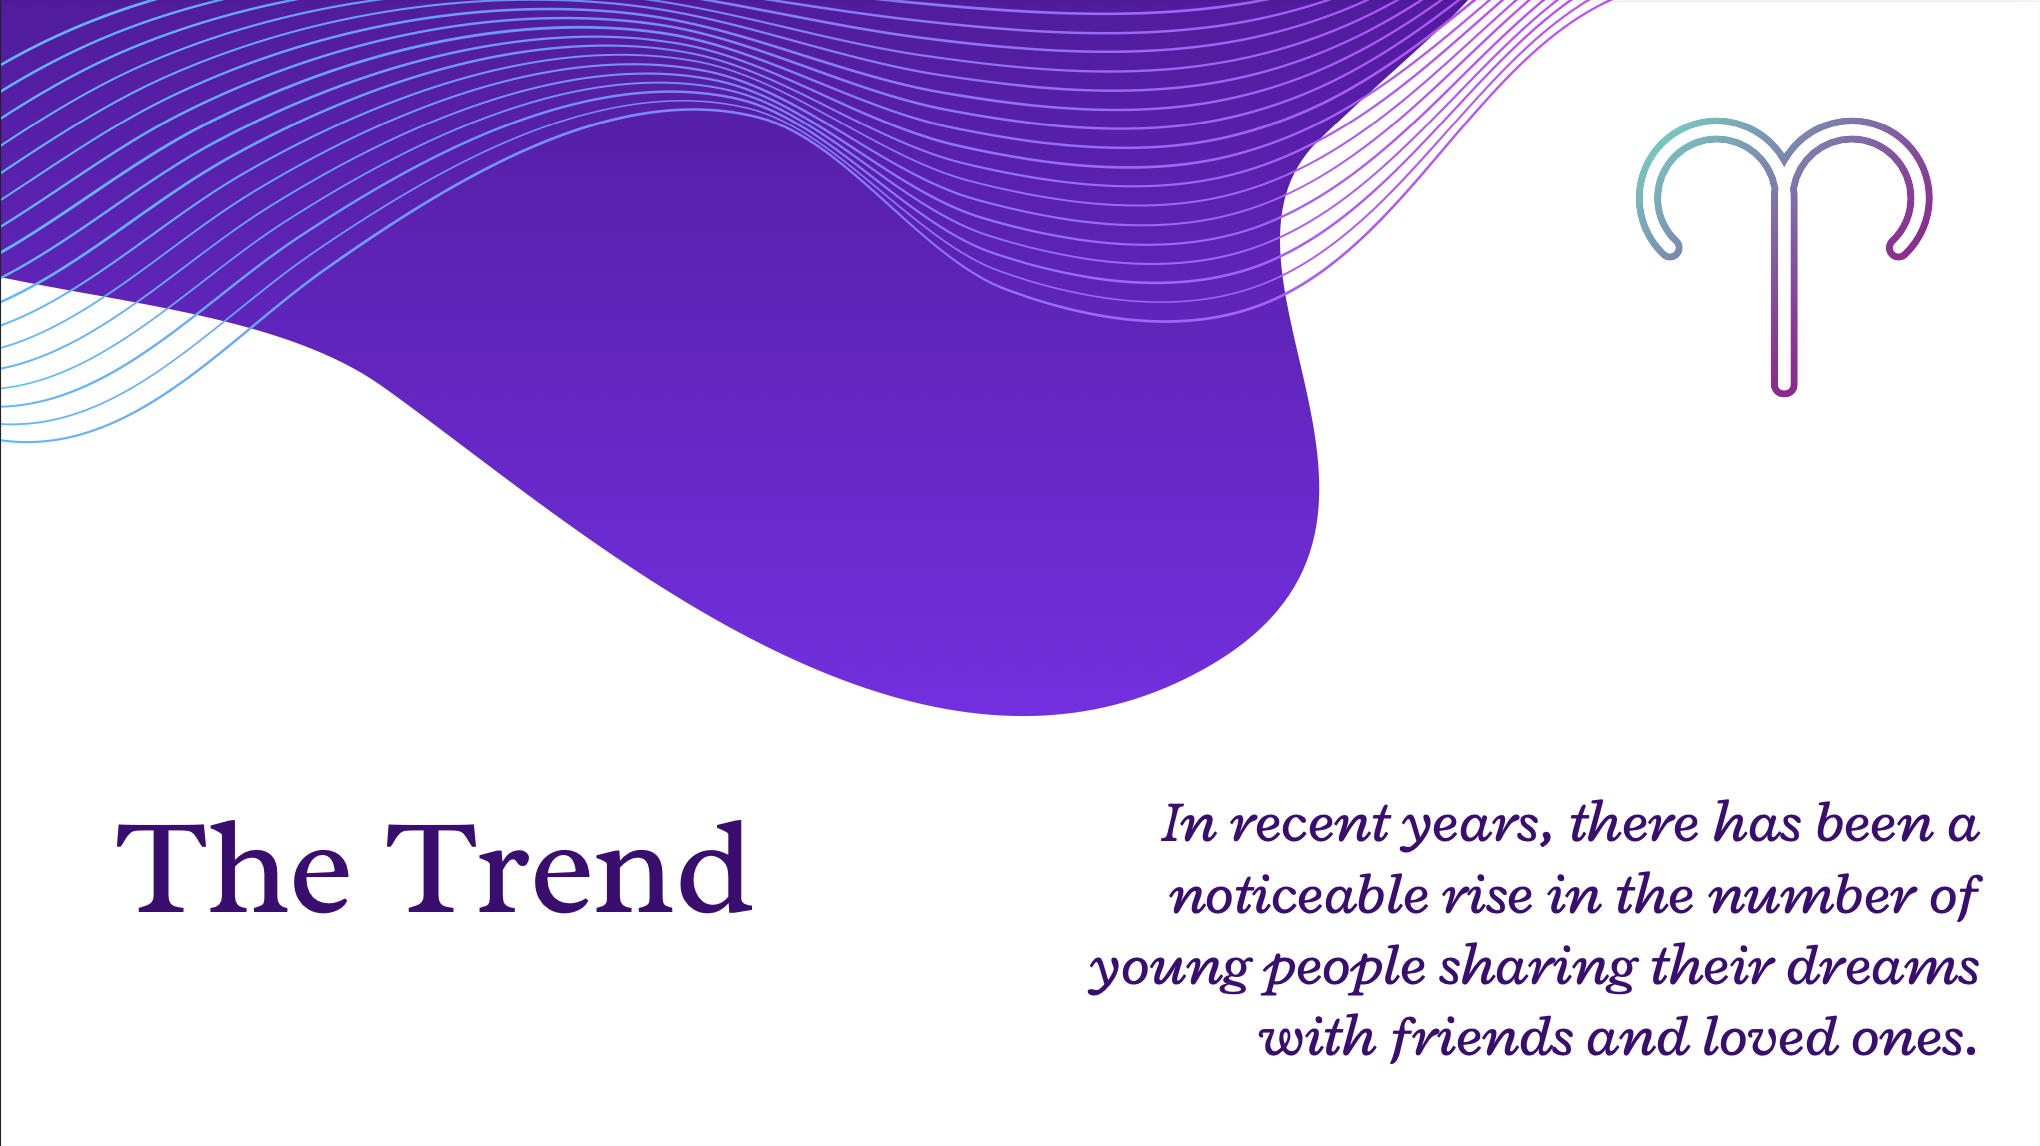 The Trend
In recent years, there has been a
noticeable rise in the number of
young people sharing their dreams
with friends and loved ones.